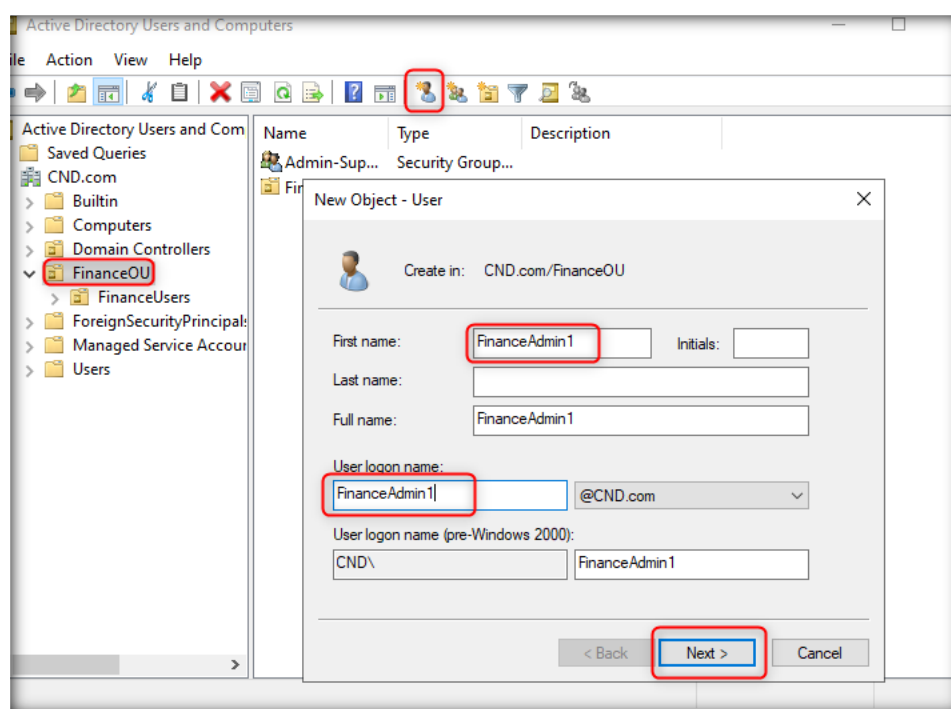 Active Directory Users and Computers
ile Action View Help
Active Directory Users and Com
Name Type Description
Saved Queries
Admin-Sup... Security Group...
CND.com
Fir
Builtin
Computers
Domain Controllers
FinanceOU
FinanceUsers
ForeignSecurityPrincipal:
Managed Service Accour
Users
New Object - User
Create in: CND.com/FinanceOU
First name: FinanceAdmin1 Initials:
Last name:
Full name: FinanceAdmin1
User logon name:
FinanceAdmin1 @CND.com
User logon name (pre-Windows 2000):
CND\ FinanceAdmin1
< Back Next > Cancel